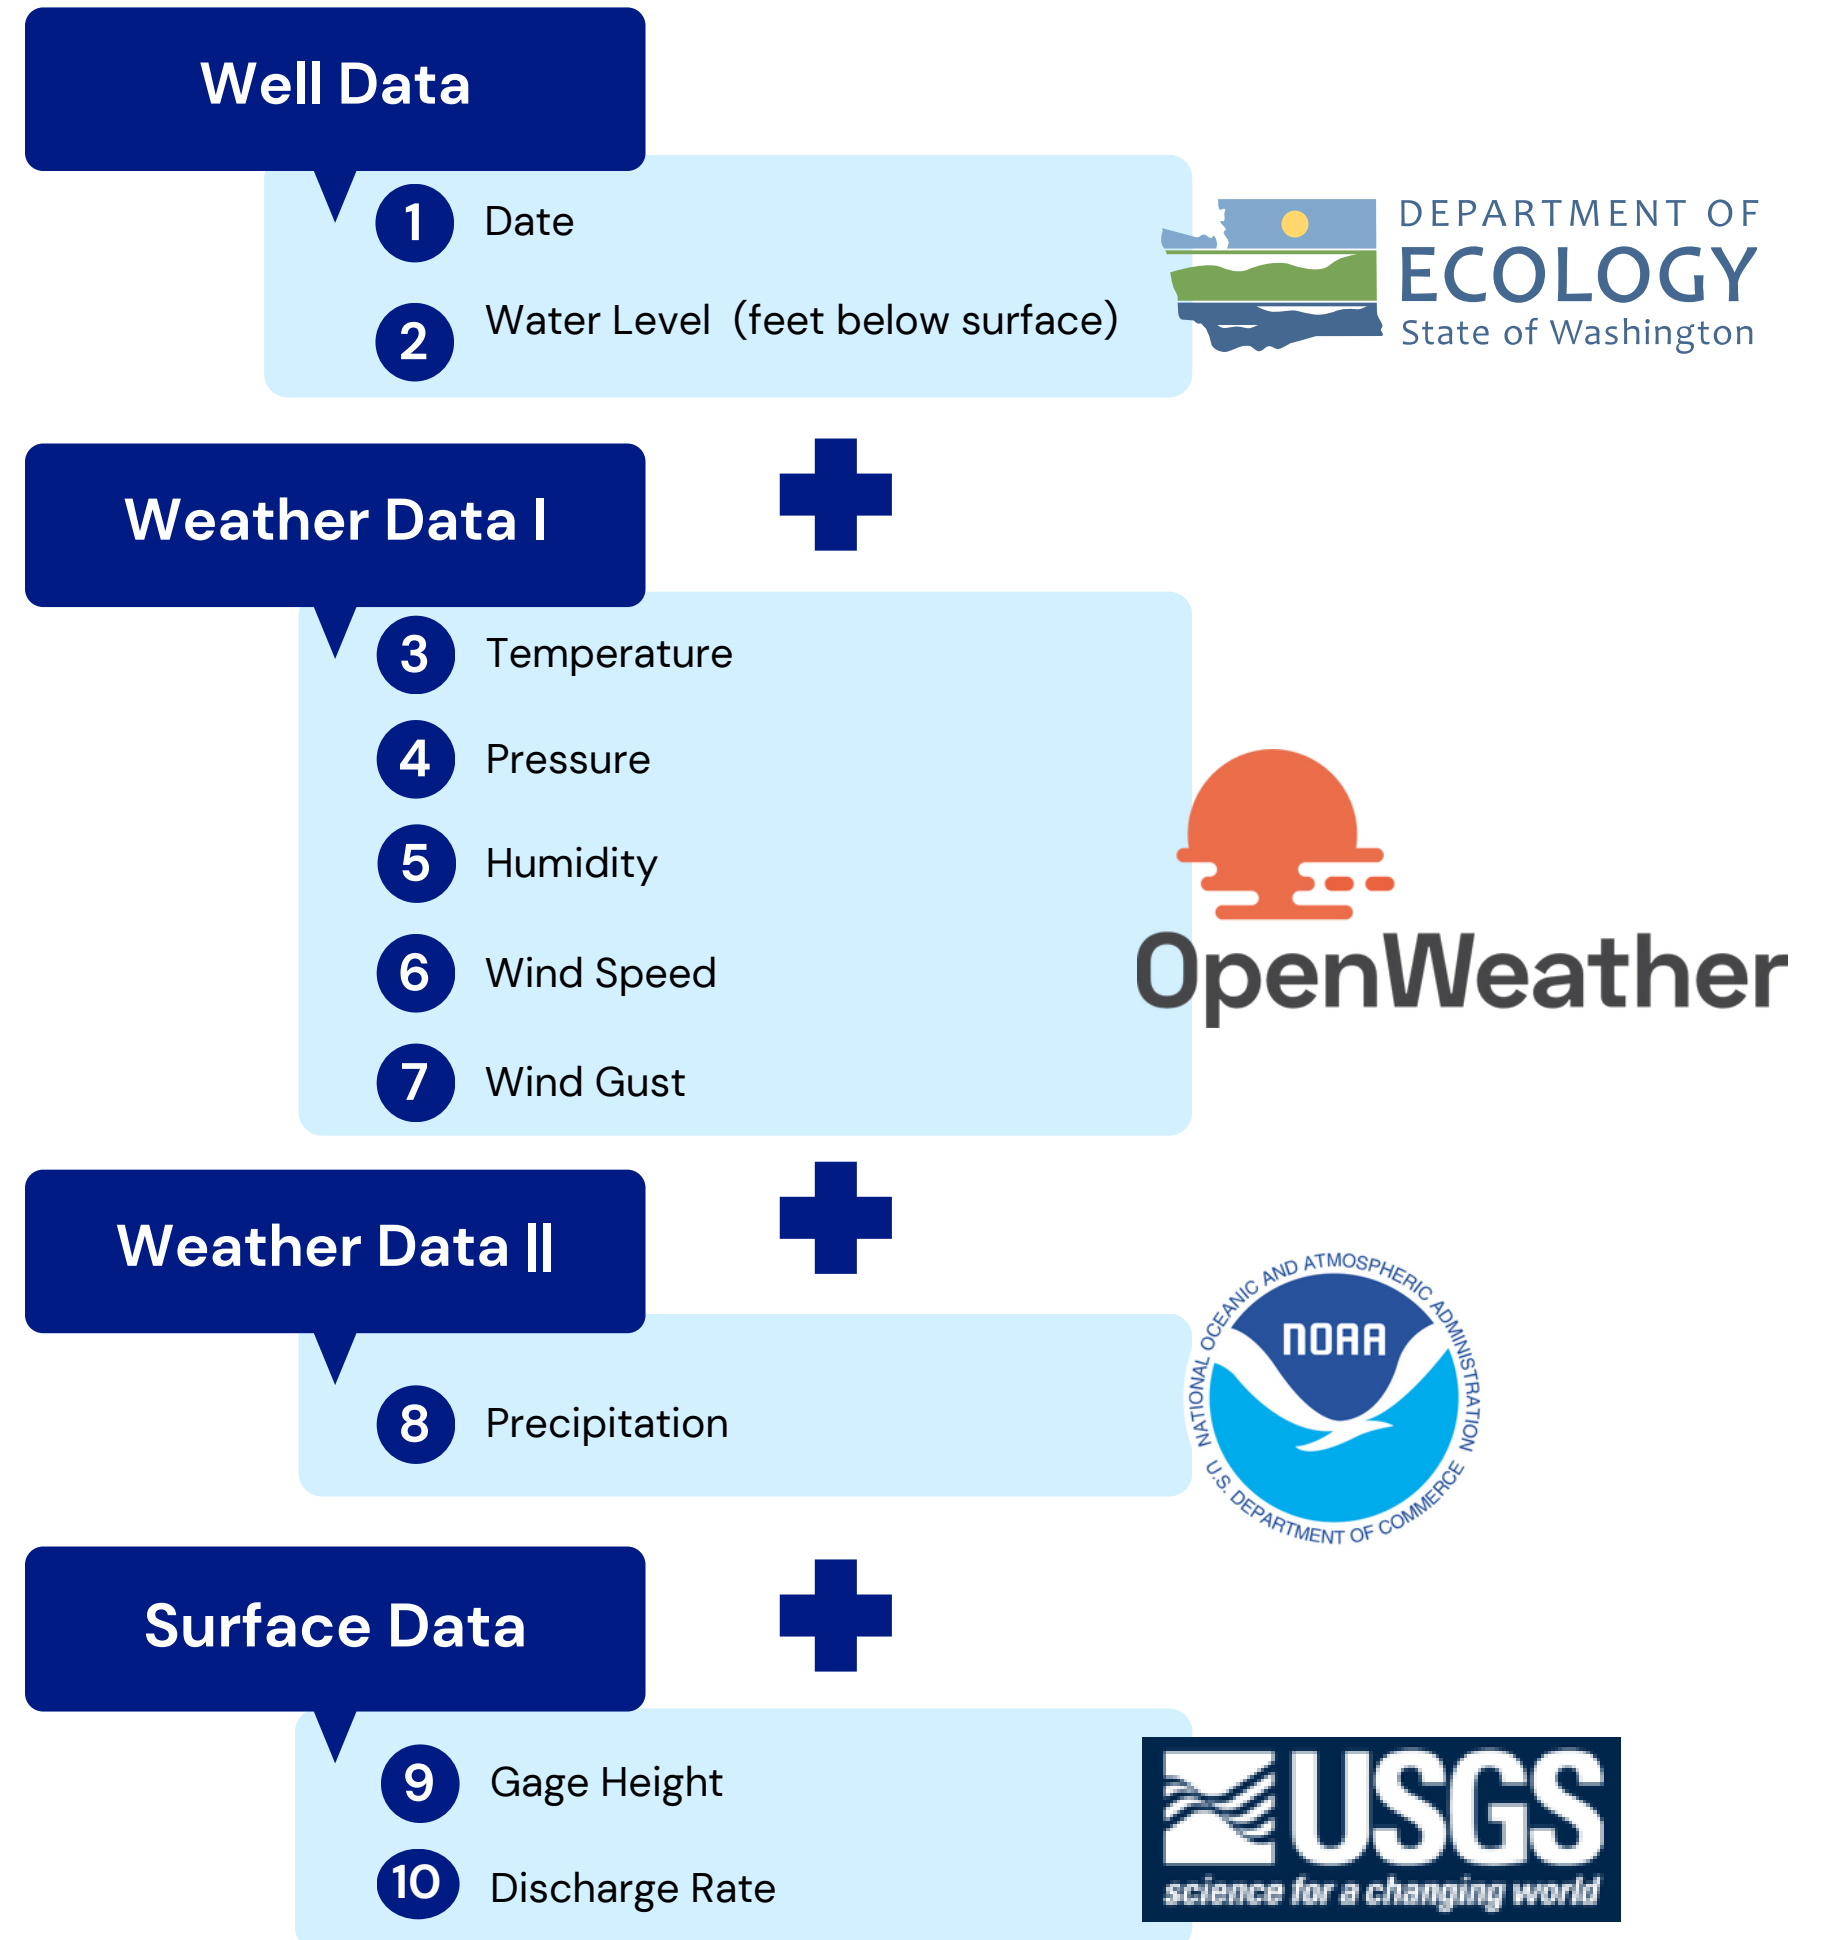 Well Data
1 Date
2 Water Level (feet below surface)
DEPARTMENT OF
ECOLOGY
State of Washington
Weather Data I
3 Temperature
4 Pressure
5 Humidity
6 Wind Speed
7 Wind Gust
OpenWeather
Weather Data II
8 Precipitation
NATIONAL OCEANIC AND ATMOSPHERIC ADMINISTRATION
NOAA
U.S. DEPARTMENT OF COMMERCE
Surface Data
9 Gage Height
10 Discharge Rate
USGS
science for a changing world